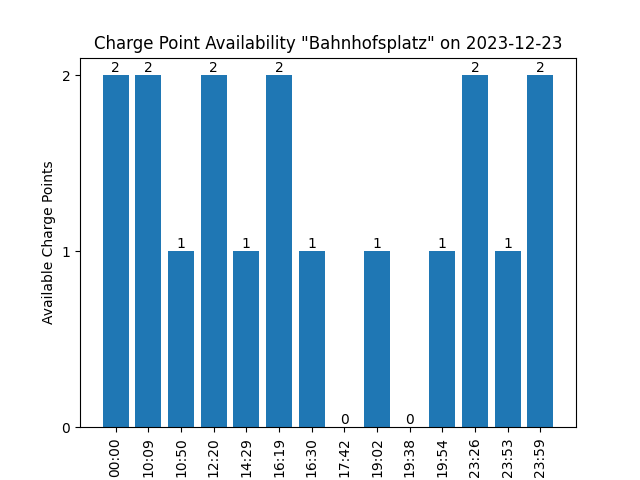 Charge Point Availability "Bahnhofsplatz" on 2023-12-23
Available Charge Points
2
1
0
2 2 1 2 1 2 1 0 1 0 1 2 1 2
00:00 10:09 10:50 12:20 14:29 16:19 16:30 17:42 19:02 19:38 19:54 23:26 23:53 23:59